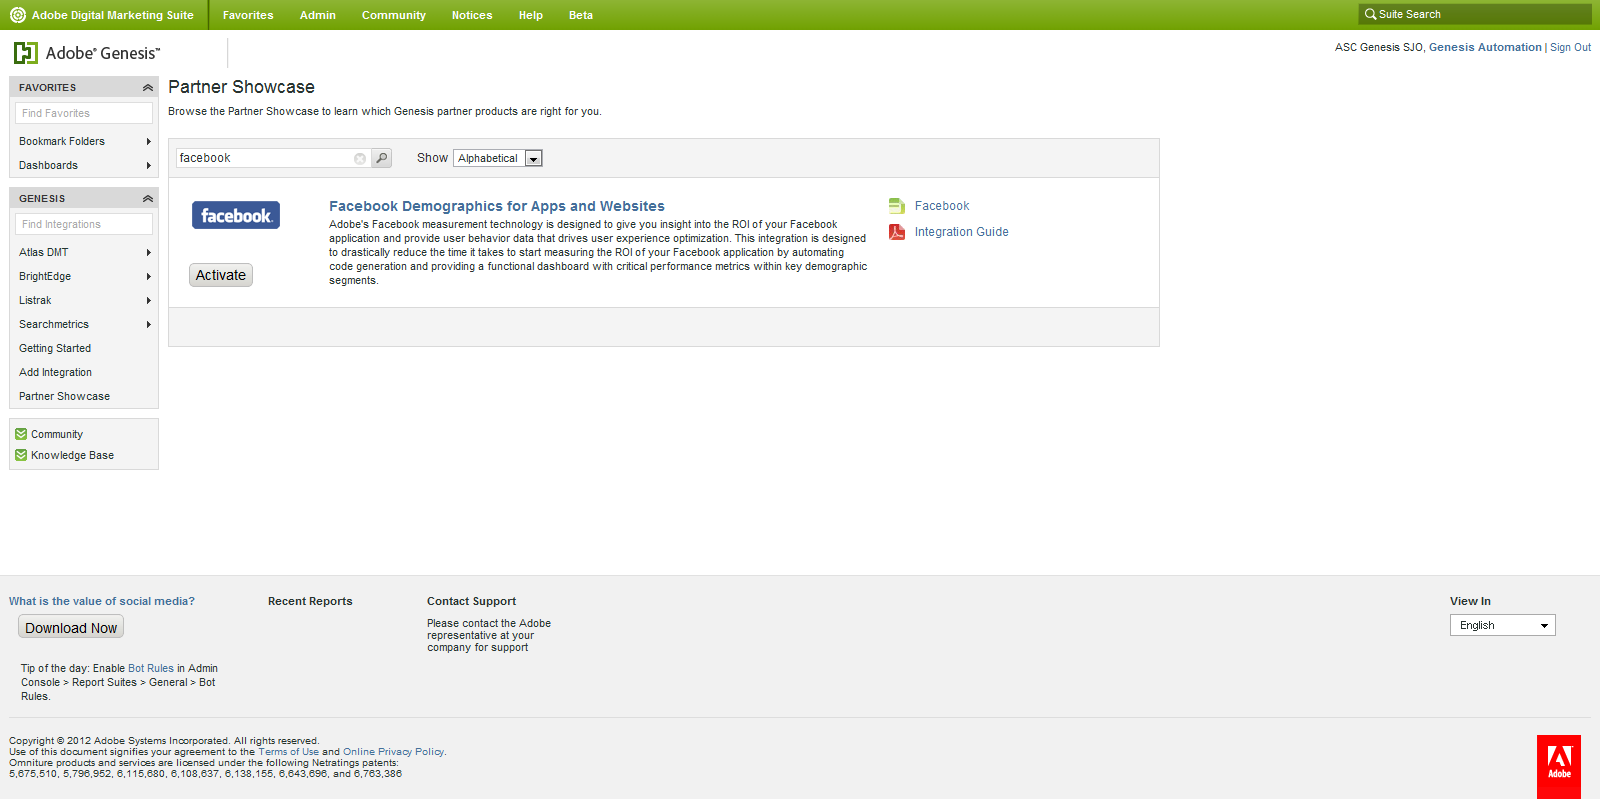 Adobe Digital Marketing Suite Favorites Admin Community Notices Help Beta Suite Search
Adobe® Genesis™
ASC Genesis SJO, Genesis Automation | Sign Out
FAVORITES
Find Favorites
Bookmark Folders
Dashboards
GENESIS
Find Integrations
Atlas DMT
BrightEdge
Listrak
Searchmetrics
Getting Started
Add Integration
Partner Showcase
Community
Knowledge Base
Partner Showcase
Browse the Partner Showcase to learn which Genesis partner products are right for you.
facebook Show Alphabetical
facebook.
Activate
Facebook Demographics for Apps and Websites
Adobe's Facebook measurement technology is designed to give you insight into the ROI of your Facebook
application and provide user behavior data that drives user experience optimization. This integration is designed
to drastically reduce the time it takes to start measuring the ROI of your Facebook application by automating
code generation and providing a functional dashboard with critical performance metrics within key demographic
segments.
Facebook
Integration Guide
What is the value of social media?
Download Now
Tip of the day: Enable Bot Rules in Admin
Console > Report Suites > General > Bot
Rules.
Recent Reports
Contact Support
Please contact the Adobe
representative at your
company for support
View In
English
Copyright © 2012 Adobe Systems Incorporated. All rights reserved.
Use of this document signifies your agreement to the Terms of Use and Online Privacy Policy.
Omniture products and services are licensed under the following Netratings patents:
5,675,510, 5,796,952, 6,115,680, 6,108,637, 6,138,155, 6,643,696, and 6,763,386
Adobe